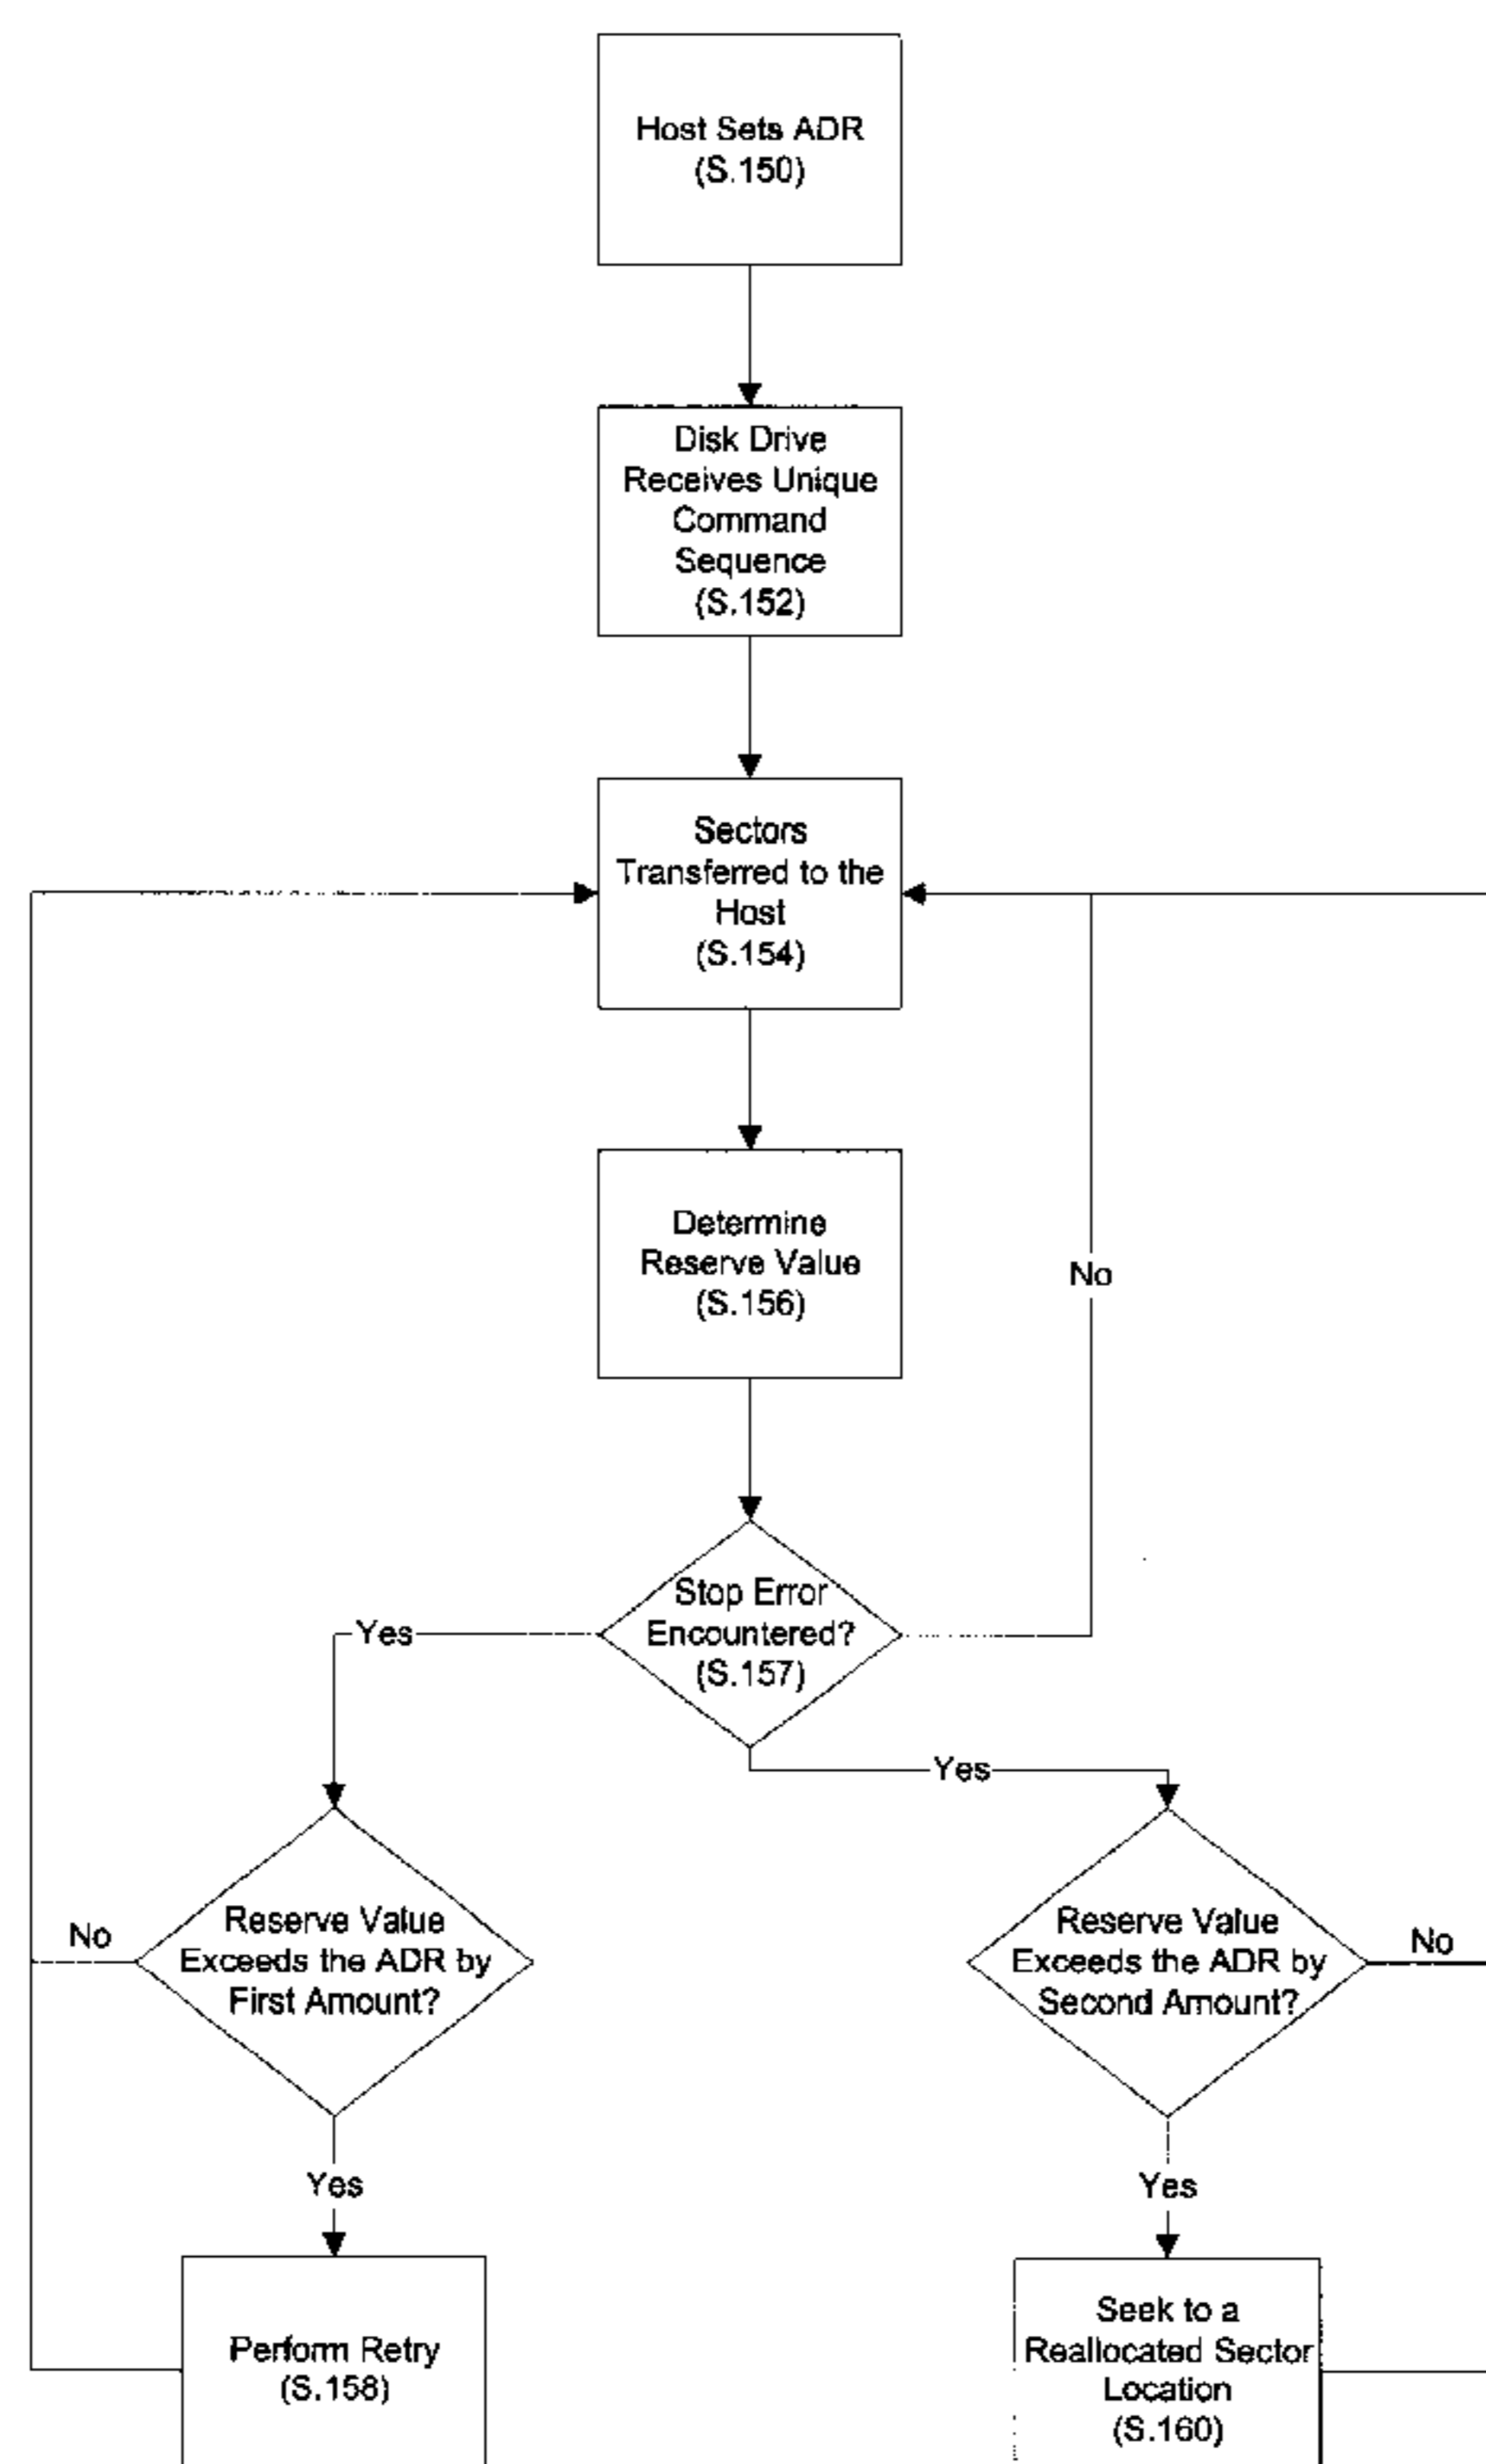 Host Sets ADR
(S.150)
Disk Drive
Receives Unique
Command
Sequence
(S.152)
Sectors
Transferred to the
Host
(S.154)
Determine
Reserve Value
(S.156)
No
Stop Error
Encountered?
(S.157)
Yes
Yes
Reserve Value
Exceeds the ADR by
First Amount?
No
Reserve Value
Exceeds the ADR by
Second Amount?
No
Yes
Yes
Perform Retry
(S.158)
Seek to a
Reallocated Sector
Location
(S.160)